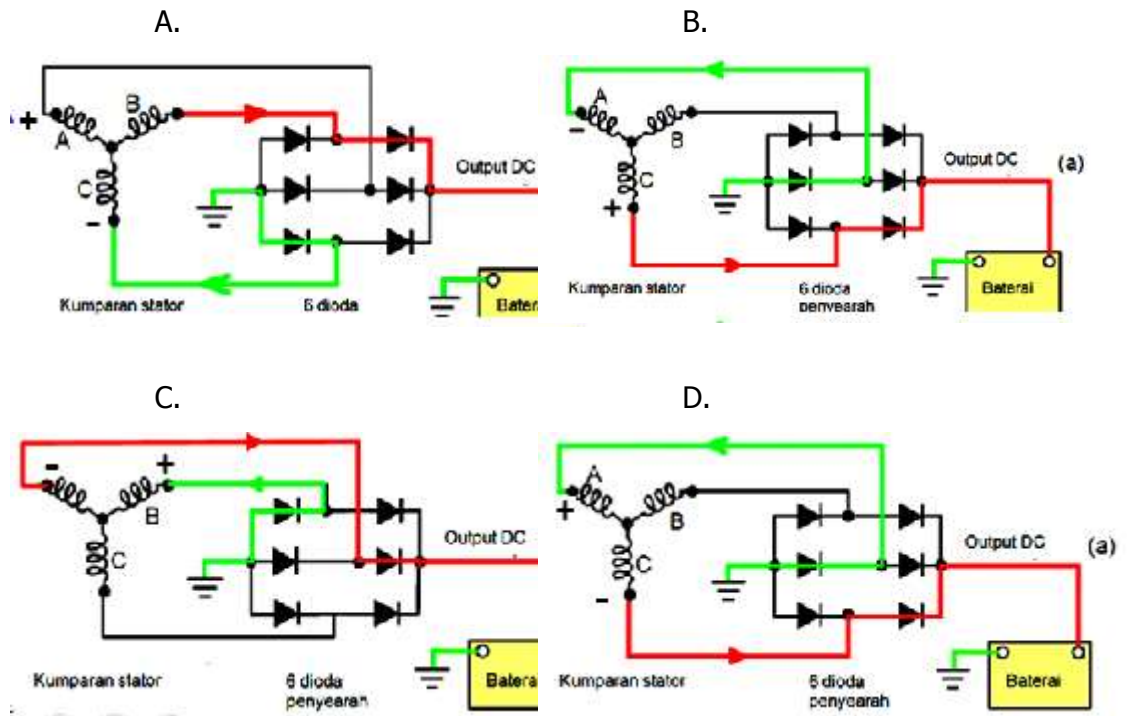 A.
B.
+
A
B
C
-
Output DC
Kumparan stator
6 dioda
Bater
A
-
B
C
+
Output DC
(a)
Kumparan stator
6 dioda
penyearah
Baterai
C.
D.
-
+
B
C
Output DC
Kumparan stator
6 dioda
penyearah
Bater
A
+
B
C
-
Output DC
(a)
Kumparan stator
6 dioda
penyearah
Baterai